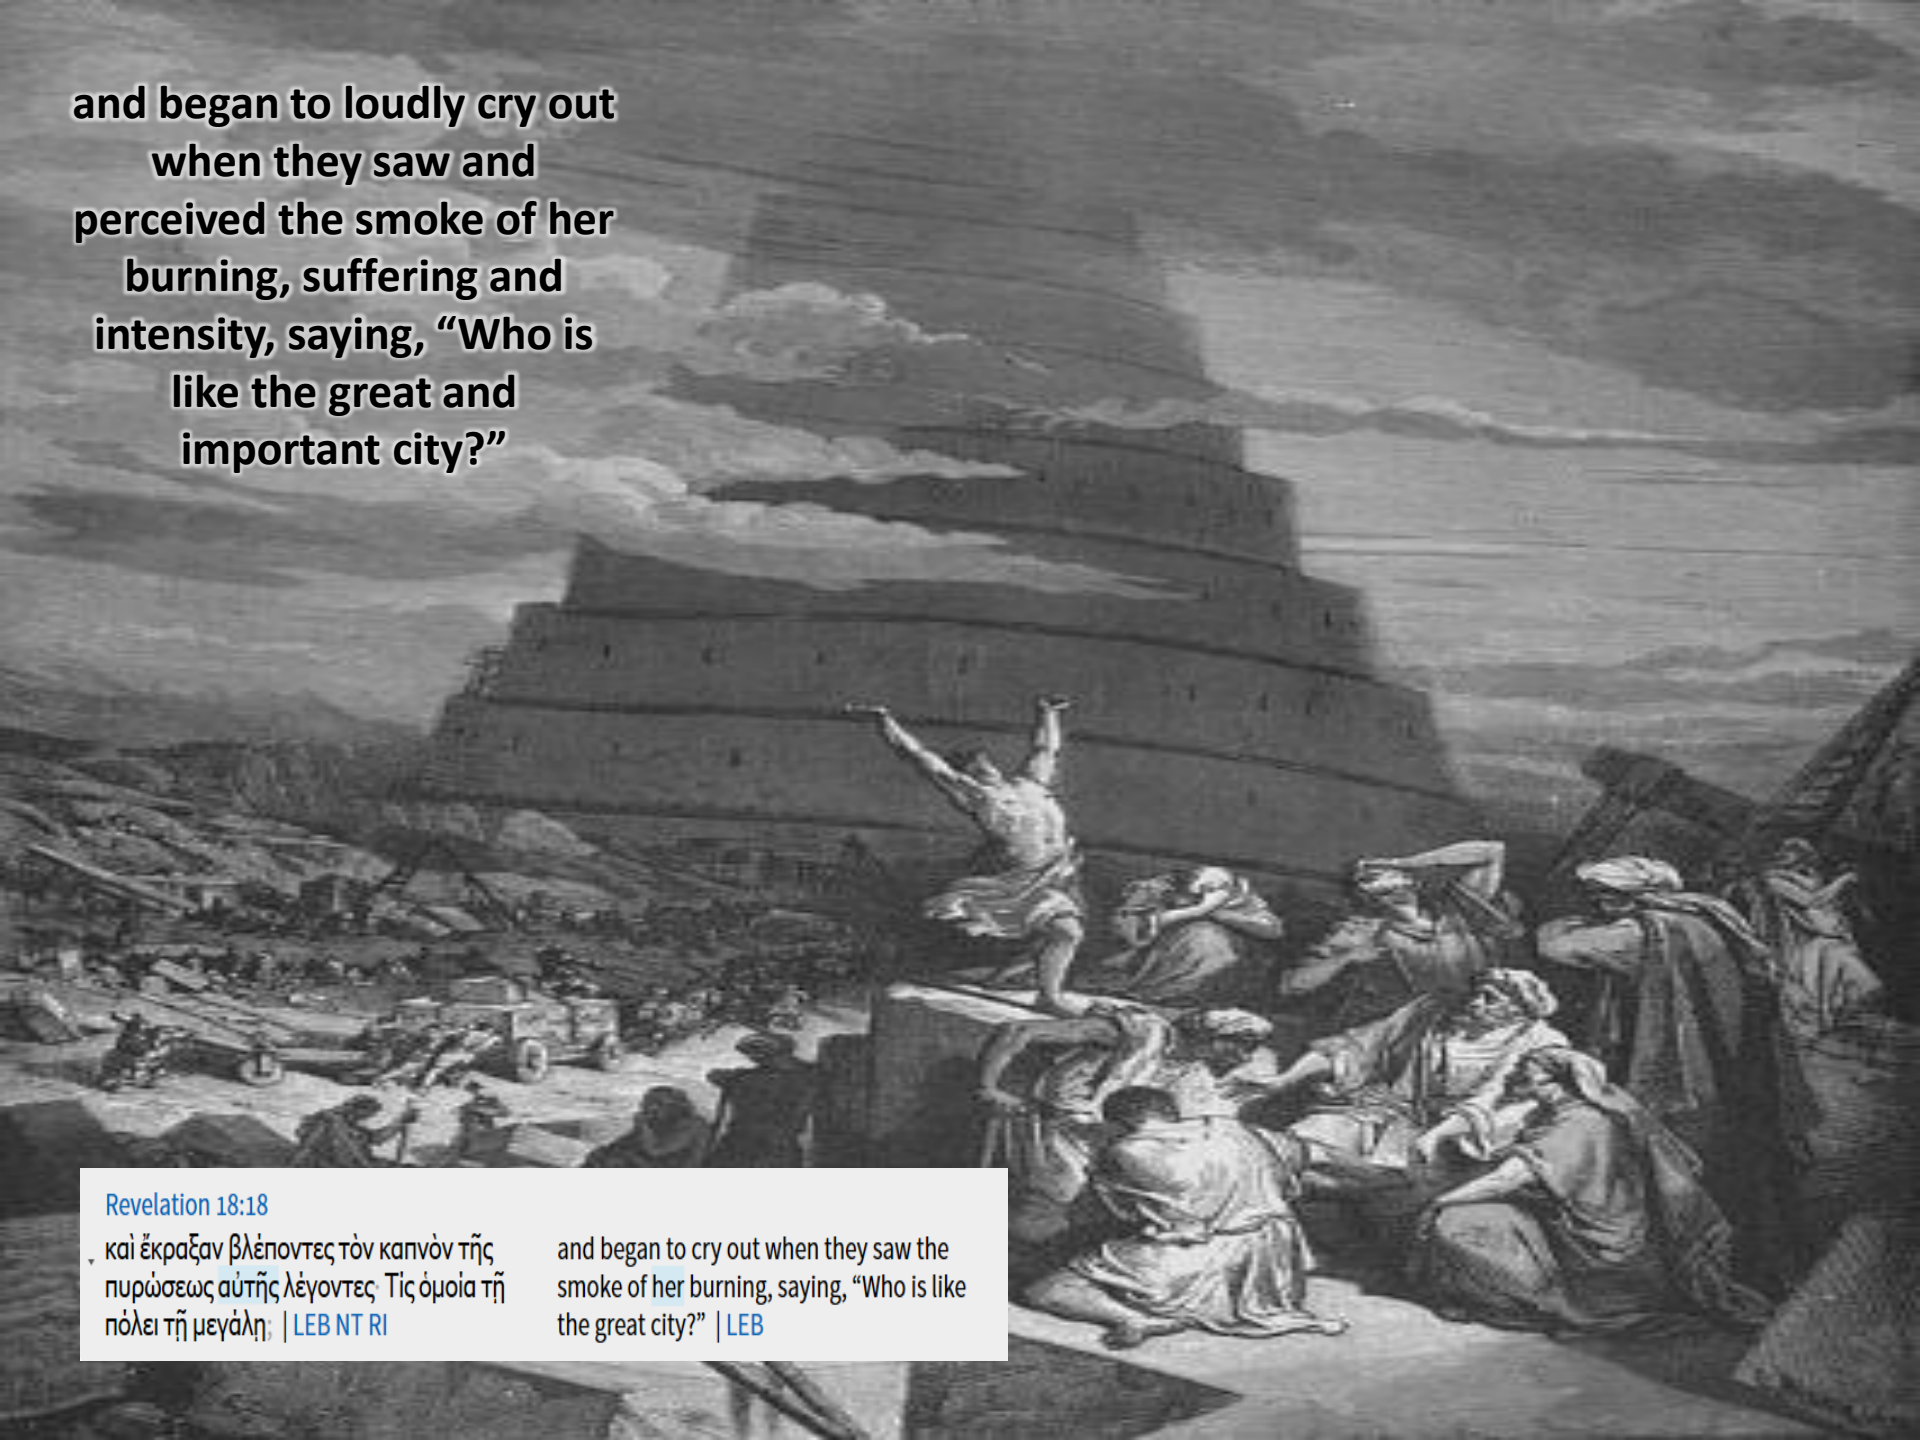 and began to loudly cry out
when they saw and
perceived the smoke of her
burning, suffering and
intensity, saying, “Who is
like the great and
important city?”
Revelation 18:18
καὶ ἔκραξαν βλέποντες τὸν καπνὸν τῆς
πυρώσεως αὐτῆς λέγοντες· Τίς ὁμοία τῇ
πόλει τῇ μεγάλῃ; | LEB NT RI
and began to cry out when they saw the
smoke of her burning, saying, “Who is like
the great city?” | LEB